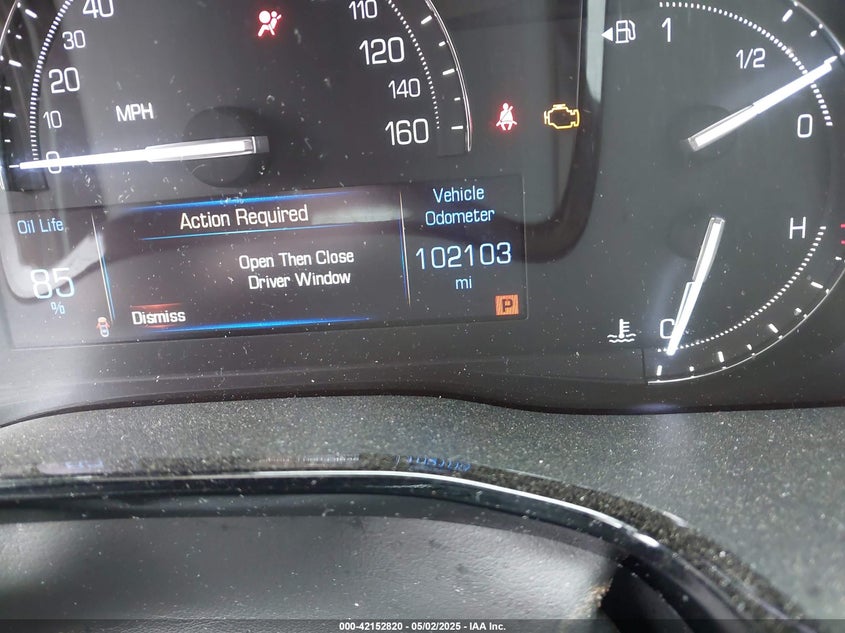 40
30
20
10
0
MPH
110
120
140
160
1
1/2
0
H
C
Oil Life
85
%
Action Required
Open Then Close
Driver Window
Dismiss
Vehicle
Odometer
102103
mi
P
000-42152820 - 05/02/2025 - IAA Inc.